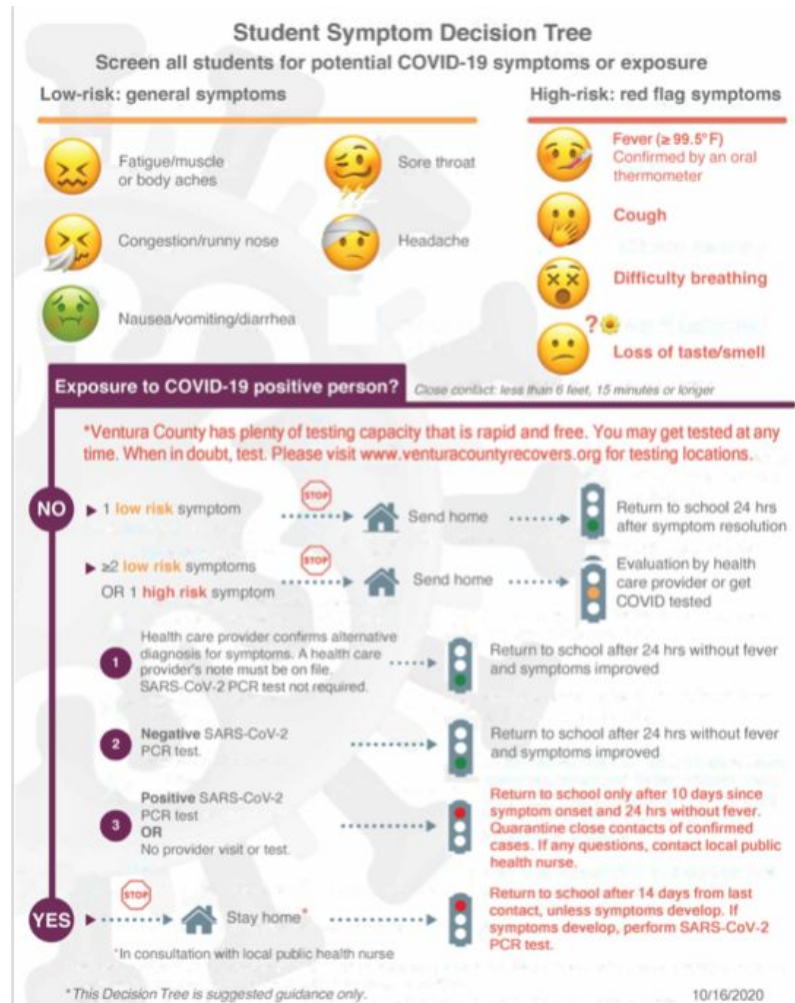 Student Symptom Decision Tree
Screen all students for potential COVID-19 symptoms or exposure
Low-risk: general symptoms
High-risk: red flag symptoms
Fatigue/muscle
or body aches
Sore throat
Congestion/runny nose
Headache
Nausea/vomiting/diarrhea
Fever (≥ 99.5°F)
Confirmed by an oral
thermometer
Cough
Difficulty breathing
?
Loss of taste/smell
Exposure to COVID-19 positive person?
Close contact: less than 6 feet, 15 minutes or longer
*Ventura County has plenty of testing capacity that is rapid and free. You may get tested at any
time. When in doubt, test. Please visit www.venturacountyrecovers.org for testing locations.
NO
1 low risk symptom
STOP
Send home
Return to school 24 hrs
after symptom resolution
≥2 low risk symptoms
OR 1 high risk symptom
STOP
Send home
Evaluation by health
care provider or get
COVID tested
1
Health care provider confirms alternative
diagnosis for symptoms. A health care
provider's note must be on file.
SARS-CoV-2 PCR test not required.
Return to school after 24 hrs without fever
and symptoms improved
2
Negative SARS-CoV-2
PCR test.
Return to school after 24 hrs without fever
and symptoms improved
3
Positive SARS-CoV-2
PCR test
OR
No provider visit or test.
Return to school only after 10 days since
symptom onset and 24 hrs without fever.
Quarantine close contacts of confirmed
cases. If any questions, contact local public
health nurse.
YES
STOP
Stay home*
Return to school after 14 days from last
contact, unless symptoms develop. If
symptoms develop, perform SARS-CoV-2
PCR test.
*In consultation with local public health nurse
*This Decision Tree is suggested guidance only.
10/16/2020